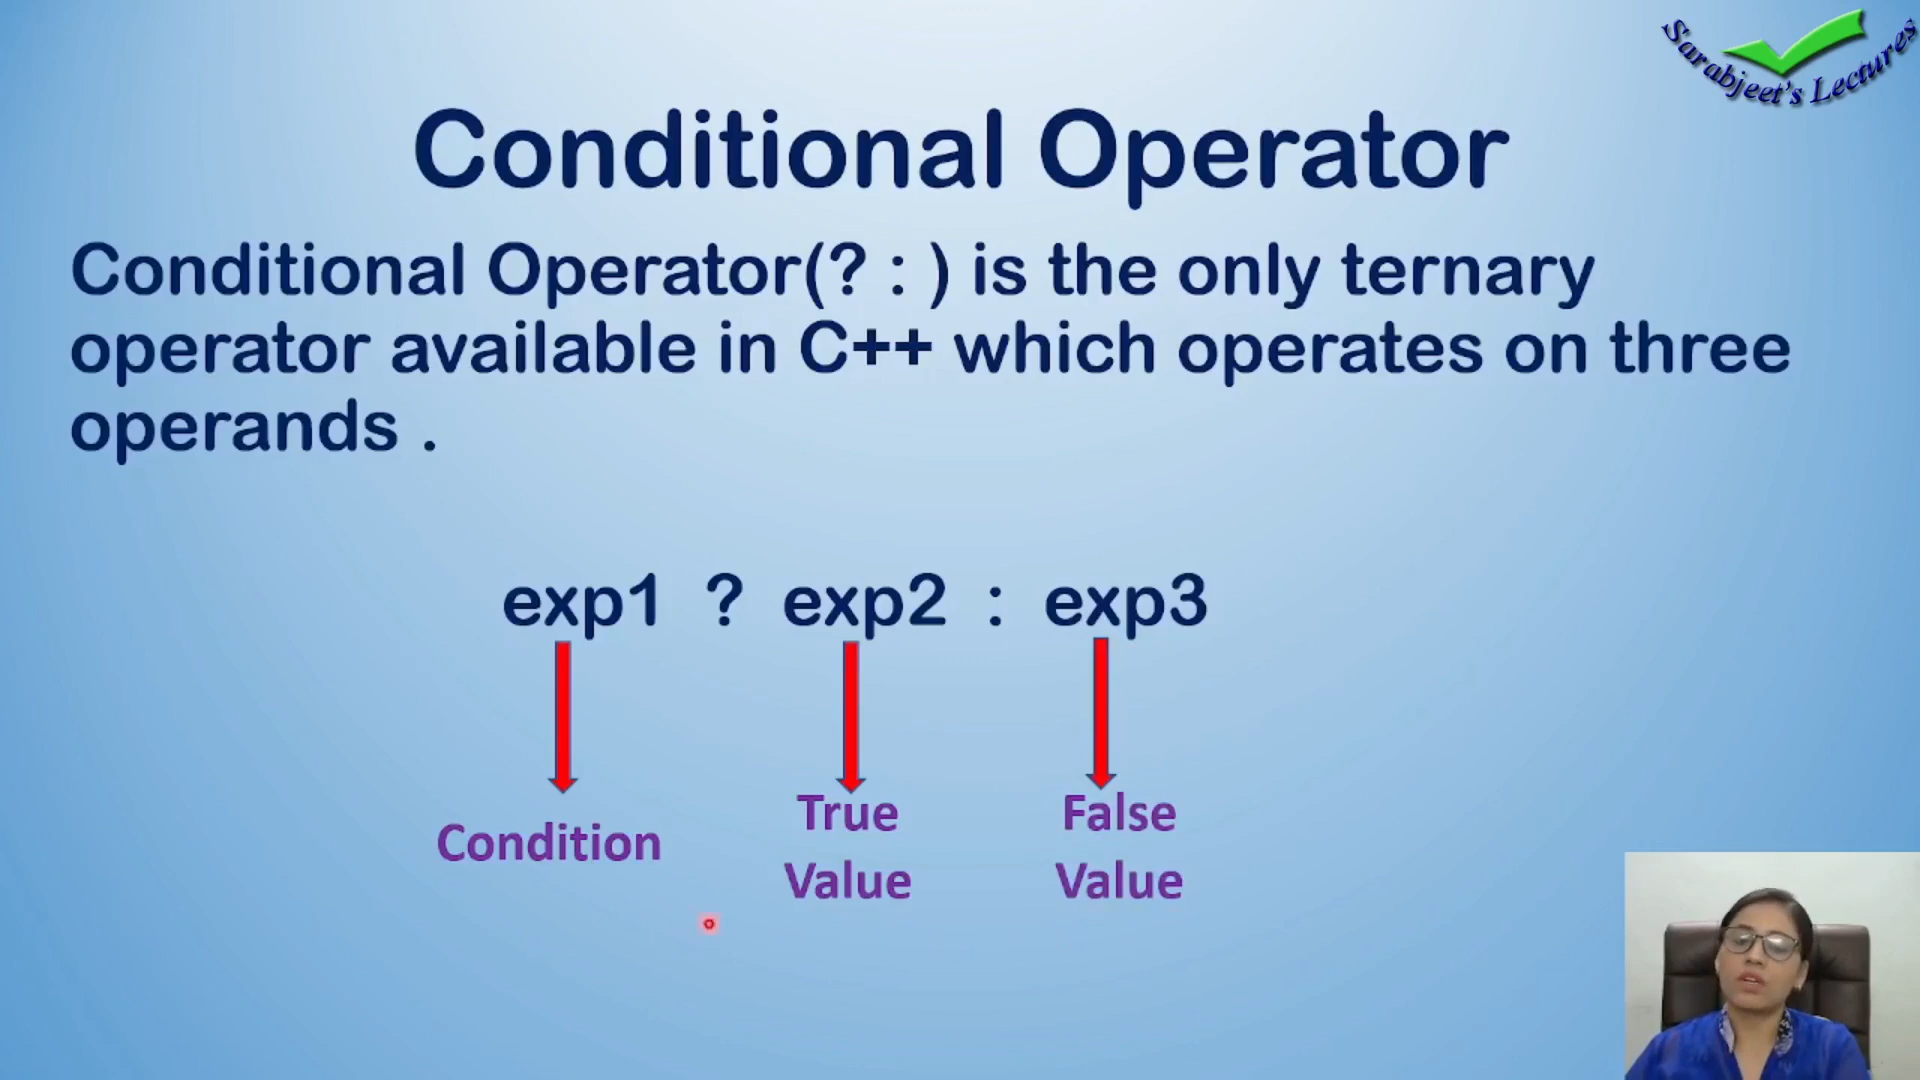 Sarabjeet's Lectures
Conditional Operator
Conditional Operator(? : ) is the only ternary
operator available in C++ which operates on three
operands .
exp1 ? exp2 : exp3
Condition
True
Value
False
Value